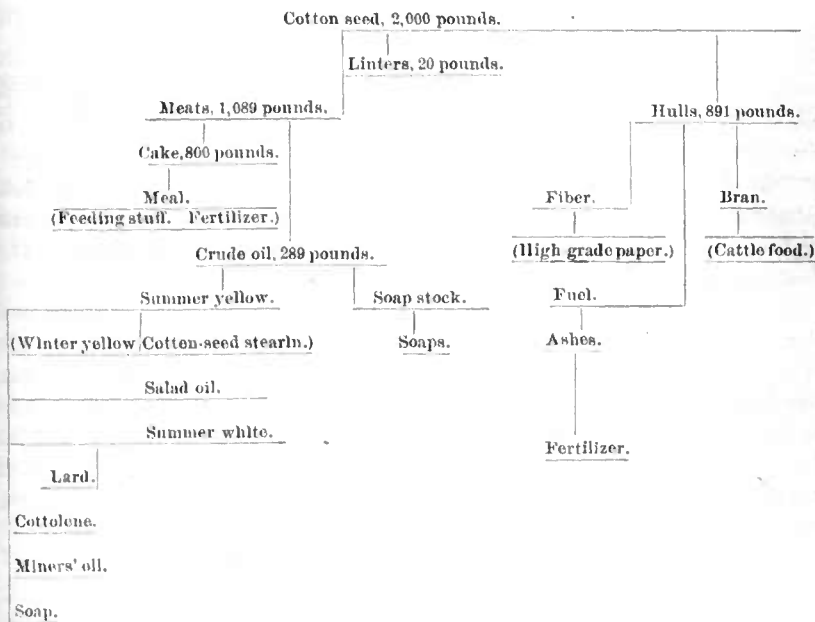 Cotton seed, 2,000 pounds.
Linters, 20 pounds.
Meats, 1,089 pounds.
Hulls, 891 pounds.
Cake, 800 pounds.
Meal.
(Feeding stuff. Fertilizer.)
Fiber.
Bran.
(High grade paper.)
(Cattle food.)
Crude oil, 289 pounds.
Summer yellow.
Soap stock.
Fuel.
(Winter yellow Cotton-seed stearin.)
Soaps.
Ashes.
Salad oil.
Summer white.
Fertilizer.
Lard.
Cottolene.
Miners' oil.
Soap.